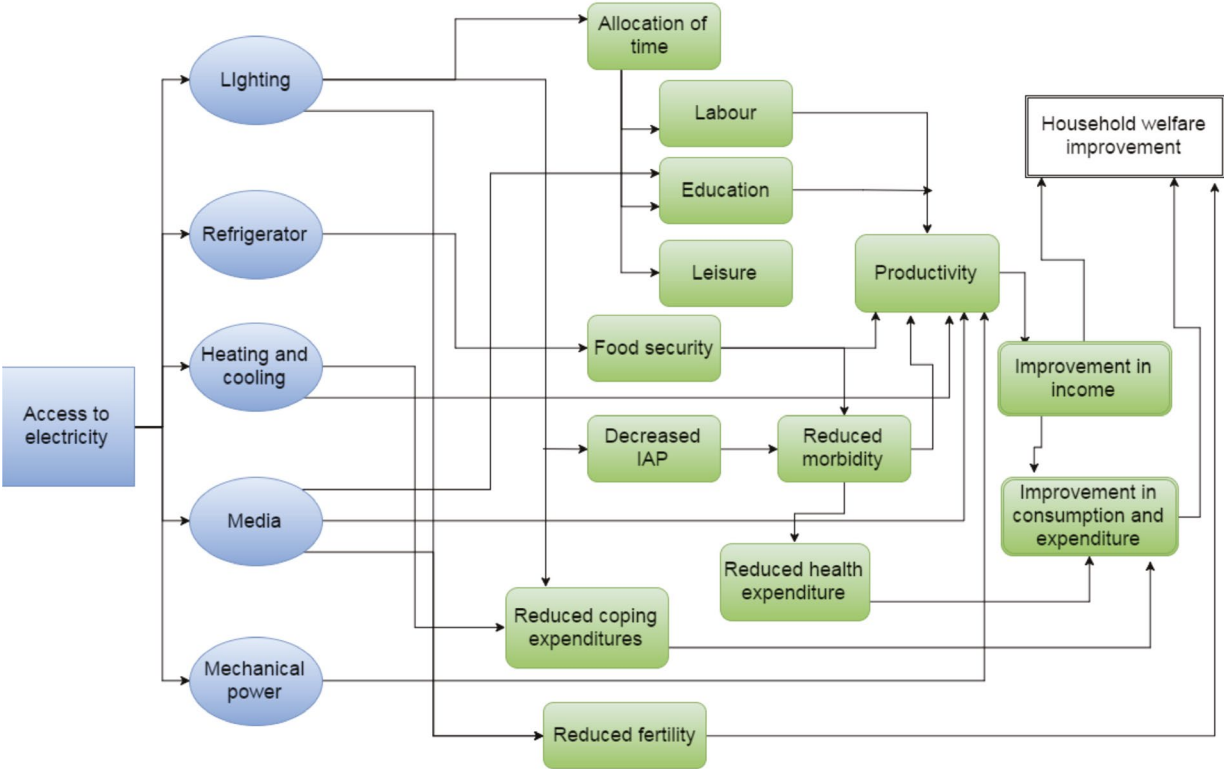 Allocation of
time
LIghting
Labour
Household welfare
improvement
Education
Refrigerator
Leisure
Productivity
Food security
Heating and
cooling
Improvement in
income
Access to
electricity
Decreased
IAP
Reduced
morbidity
Improvement in
consumption and
expenditure
Media
Reduced health
expenditure
Reduced coping
expenditures
Mechanical
power
Reduced fertility